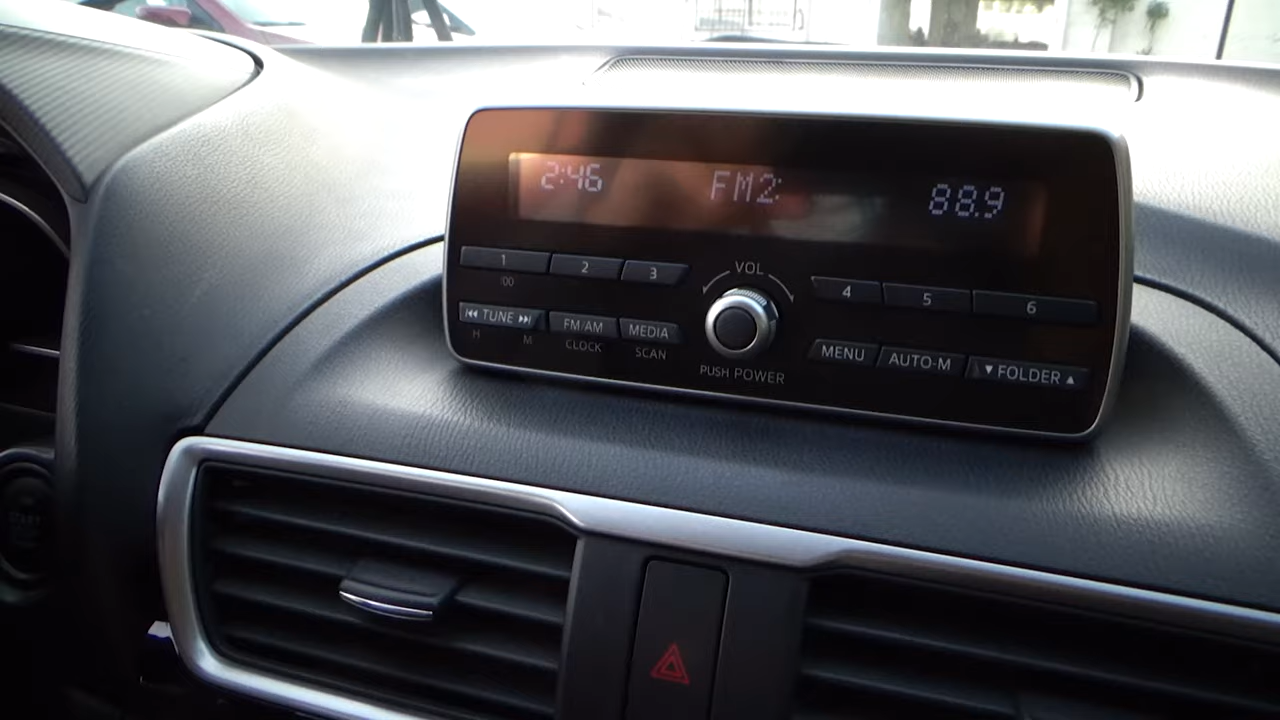 2:46 FM2: 88.9
1 2 3 VOL 4 5 6
:00
⏮ TUNE ⏭ FM/AM MEDIA MENU AUTO-M ▼ FOLDER ▲
H M CLOCK SCAN
PUSH POWER